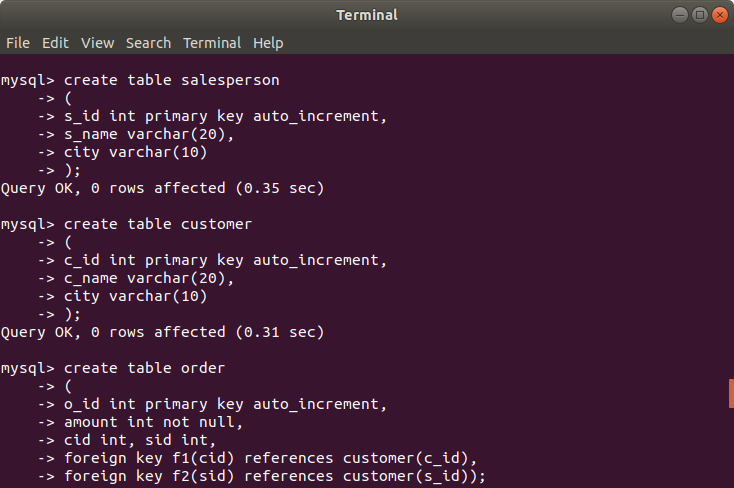 Terminal
File Edit View Search Terminal Help
mysql> create table salesperson
    -> (
    -> s_id int primary key auto_increment,
    -> s_name varchar(20),
    -> city varchar(10)
    -> );
Query OK, 0 rows affected (0.35 sec)

mysql> create table customer
    -> (
    -> c_id int primary key auto_increment,
    -> c_name varchar(20),
    -> city varchar(10)
    -> );
Query OK, 0 rows affected (0.31 sec)

mysql> create table order
    -> (
    -> o_id int primary key auto_increment,
    -> amount int not null,
    -> cid int, sid int,
    -> foreign key f1(cid) references customer(c_id),
    -> foreign key f2(sid) references customer(s_id));